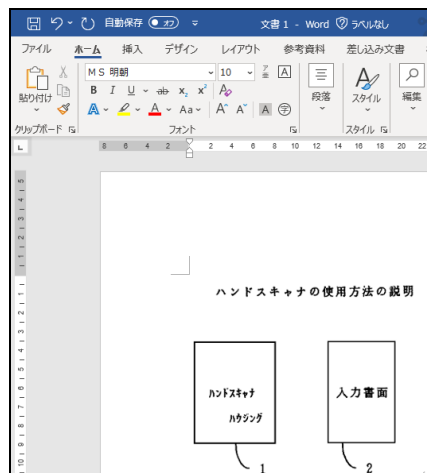 自動保存 オフ 文書 1 - Word ラベルなし
ファイル ホーム 挿入 デザイン レイアウト 参考資料 差し込み文書
貼り付け
MS 明朝 10
B I U ab x₂ x² A
A A Aa A A A 字
段落 スタイル 編集
クリップボード フォント スタイル
L 8 6 4 2 2 4 6 8 10 12 14 16 18 20 22
ハンドスキャナの使用方法の説明
ハンドスキャナ
ハウジング
入力書面
1 2